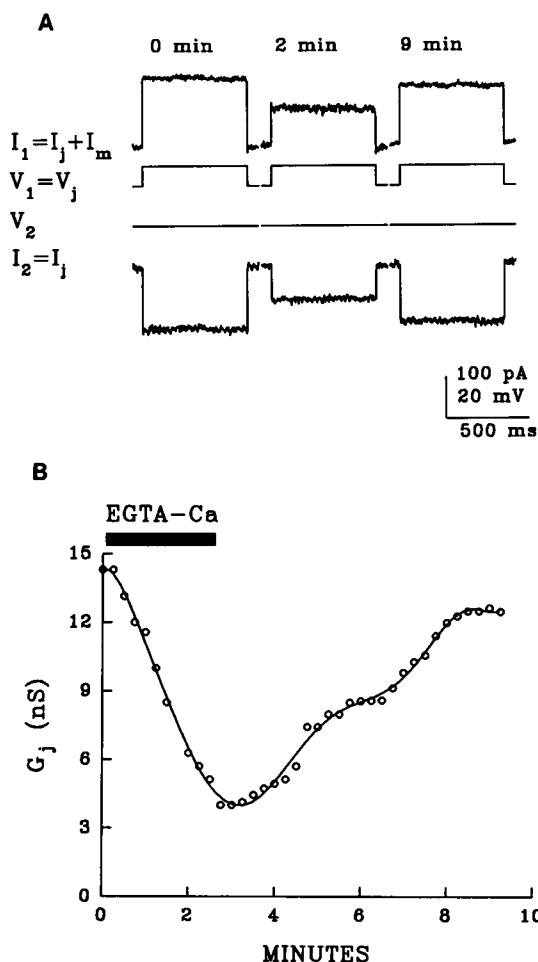 A
0 min 2 min 9 min
I₁=Iⱼ+Iₘ
V₁=Vⱼ
V₂
I₂=Iⱼ
100 pA
20 mV
500 ms
B
EGTA-Ca
15
12
9
6
3
0
Gⱼ (nS)
0 2 4 6 8 10
MINUTES